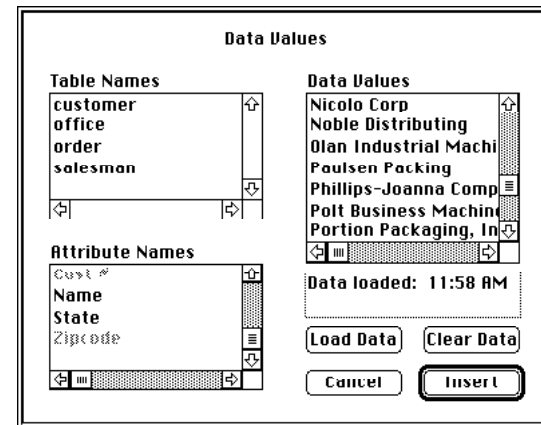 Data Values
Table Names
customer
office
order
salesman
Data Values
Nicolo Corp
Noble Distributing
Olan Industrial Machi
Paulsen Packing
Phillips-Joanna Comp
Polt Business Machin
Portion Packaging, In
Attribute Names
Cust #
Name
State
Zipcode
Data loaded: 11:58 AM
Load Data
Clear Data
Cancel
Insert